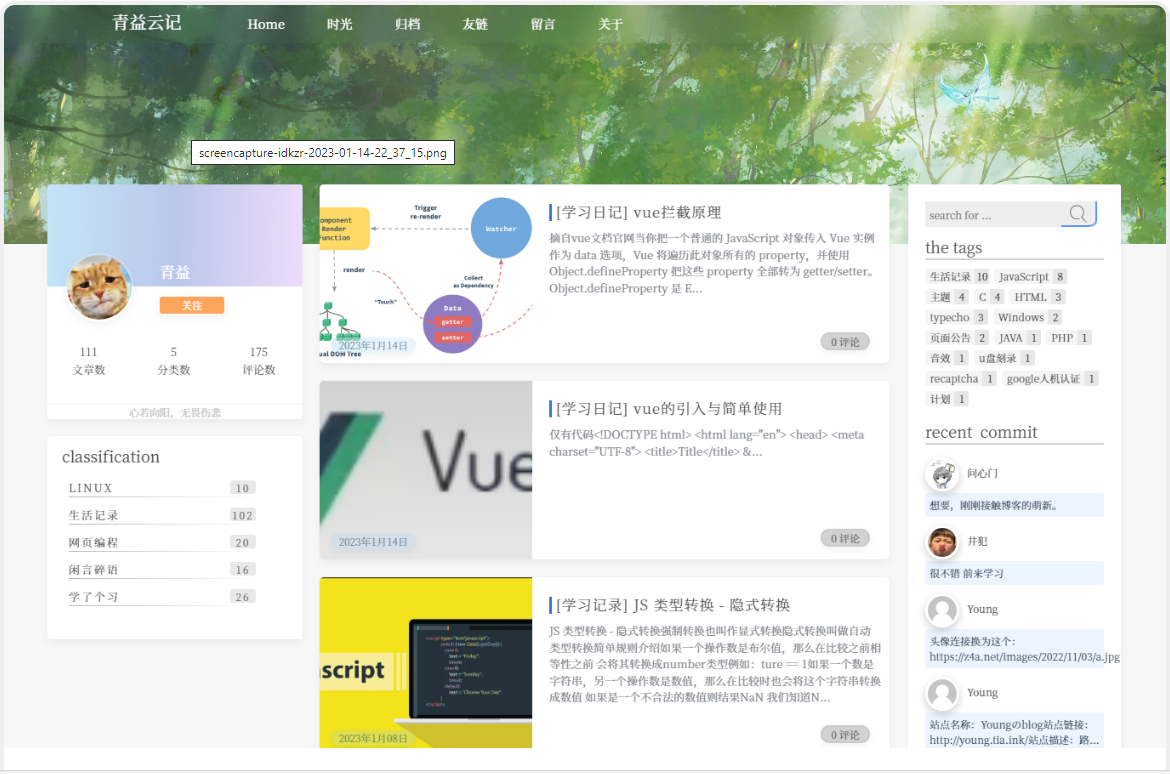 青益云记 Home 时光 归档 友链 留言 关于
screencapture-idkzr-2023-01-14-22_37_15.png
青益
关注
111 5 175
文章数 分类数 评论数
心若向阳，无畏伤悲
classification
LINUX 10
生活记录 102
网页编程 20
闲言碎语 16
学了个习 26
Trigger
re-render
omponent
Render
unction
Watcher
render
Collect
as Dependency
"Touch"
Data
getter
setter
ual DOM Tree
2023年1月14日
[学习日记] vue拦截原理
摘自vue文档官网当你把一个普通的 JavaScript 对象传入 Vue 实例
作为 data 选项，Vue 将遍历此对象所有的 property，并使用
Object.defineProperty 把这些 property 全部转为 getter/setter。
Object.defineProperty 是 E...
0 评论
Vue
2023年1月14日
[学习日记] vue的引入与简单使用
仅有代码<!DOCTYPE html> <html lang="en"> <head> <meta
charset="UTF-8"> <title>Title</title> &...
0 评论
script
2023年1月08日
[学习记录] JS 类型转换 - 隐式转换
JS 类型转换 - 隐式转换强制转换也叫作显式转换隐式转换叫做自动
类型转换简单规则介绍如果一个操作数是布尔值，那么在比较之前相
等性之前 会将其转换成number类型例如：ture == 1如果一个数是
字符串，另一个操作数是数值，那么在比较时也会将这个字符串转换
成数值 如果是一个不合法的数值则结果NaN 我们知道N...
0 评论
search for ...
the tags
生活记录 10 JavaScript 8
主题 4 C 4 HTML 3
typecho 3 Windows 2
页面公告 2 JAVA 1 PHP 1
音效 1 u盘刻录 1
recaptcha 1 google人机认证 1
计划 1
recent commit
问心门
想要，刚刚接触博客的萌新。
井犯
很不错 前来学习
Young
头像连接换为这个：
https://z4a.net/images/2022/11/03/a.jpg
Young
站点名称：Youngのblog站点链接：
http://young.tia.ink/站点描述：路...